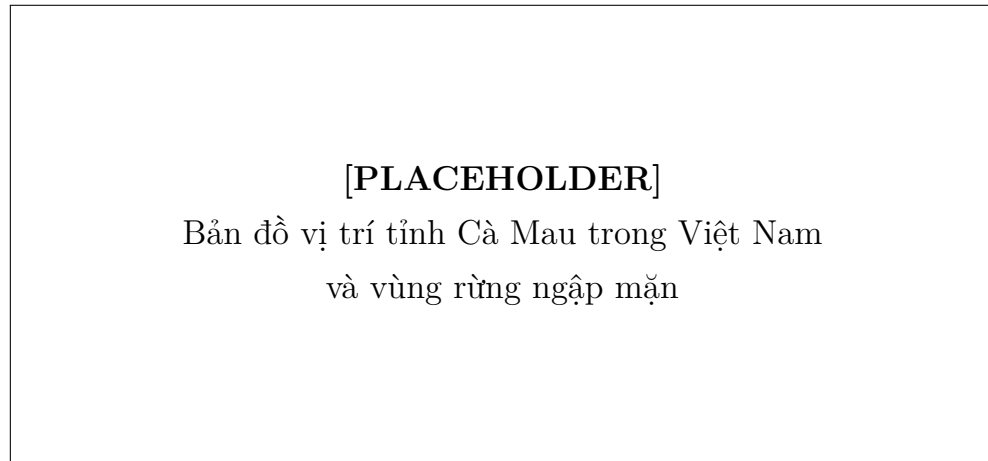 [PLACEHOLDER]
Bản đồ vị trí tỉnh Cà Mau trong Việt Nam
và vùng rừng ngập mặn